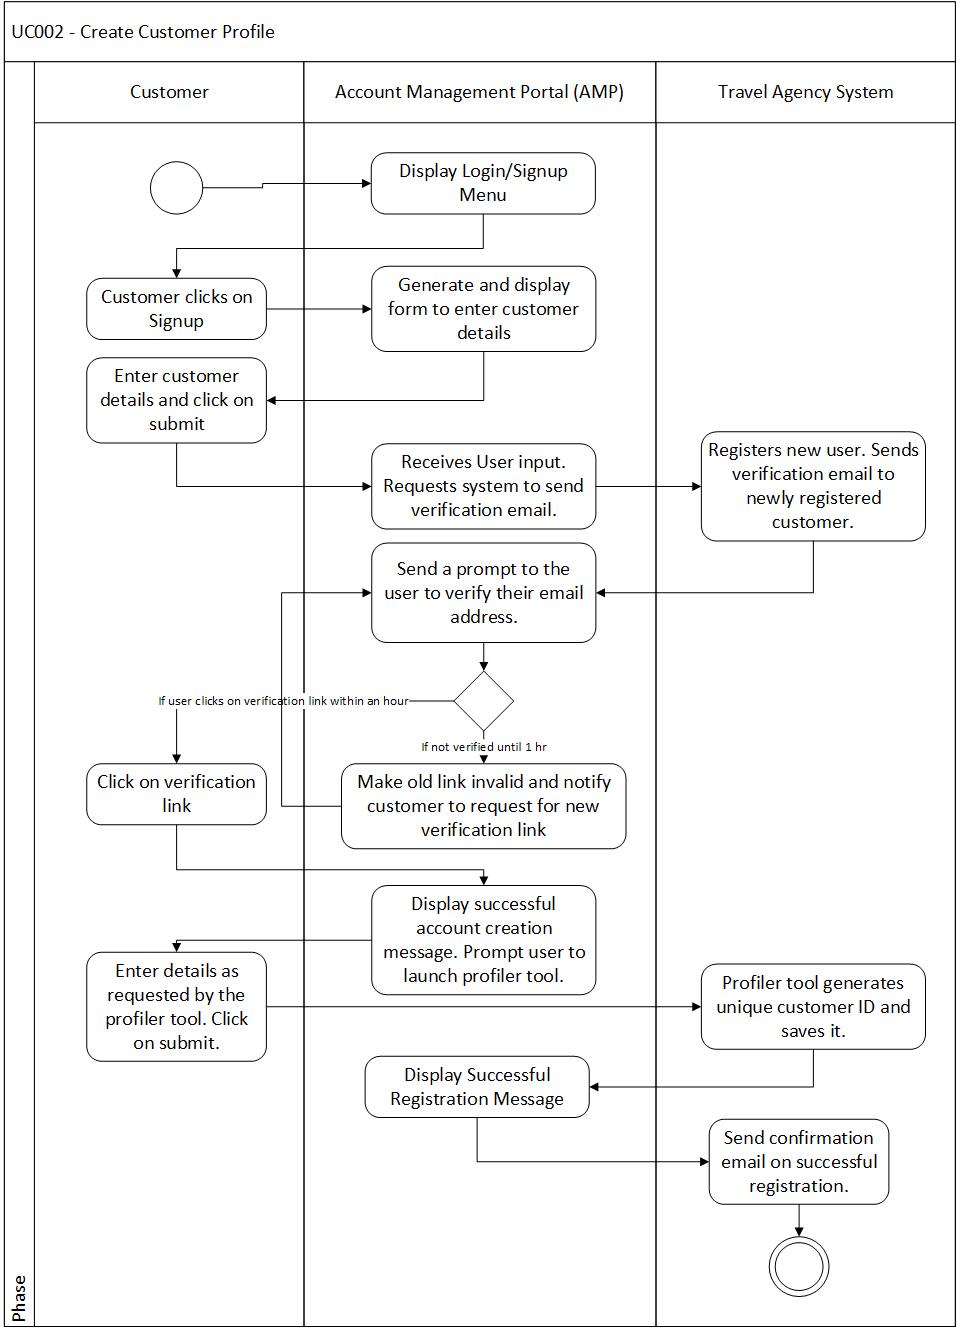 UC002 - Create Customer Profile
Customer
Account Management Portal (AMP)
Travel Agency System
Display Login/Signup
Menu
Customer clicks on
Signup
Generate and display
form to enter customer
details
Enter customer
details and click on
submit
Receives User input.
Requests system to send
verification email.
Registers new user. Sends
verification email to
newly registered
customer.
Send a prompt to the
user to verify their email
address.
If user clicks on verification link within an hour
If not verified until 1 hr
Click on verification
link
Make old link invalid and notify
customer to request for new
verification link
Display successful
account creation
message. Prompt user to
launch profiler tool.
Enter details as
requested by the
profiler tool. Click
on submit.
Profiler tool generates
unique customer ID and
saves it.
Display Successful
Registration Message
Send confirmation
email on successful
registration.
Phase